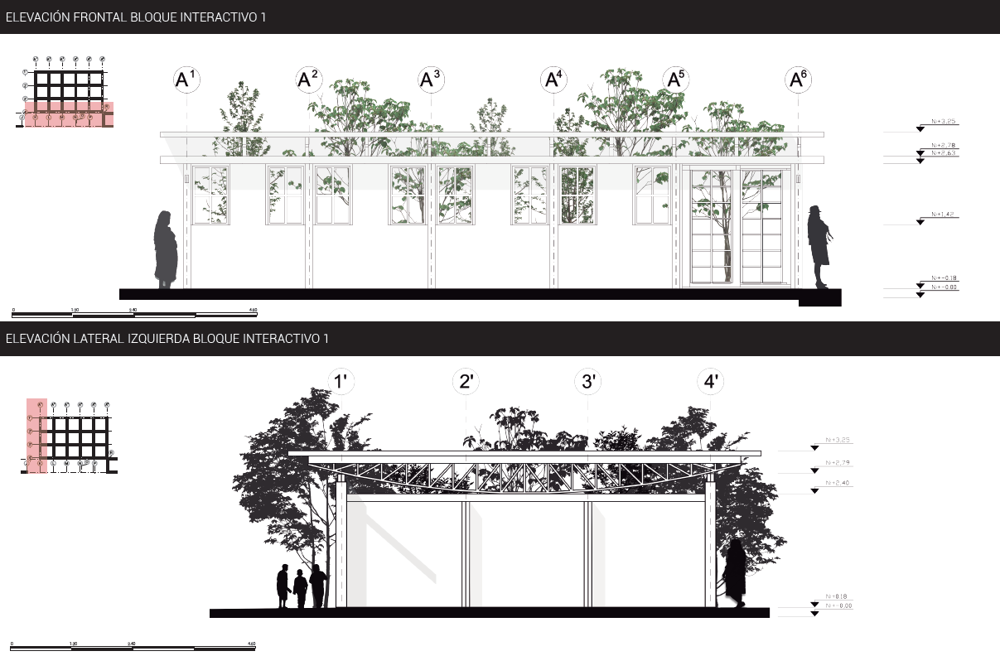 ELEVACIÓN FRONTAL BLOQUE INTERACTIVO 1
A1 A2 A3 A4 A5 A6
N:+3,25
N:+2,78
N:+2,63
N:+1,42
N:+-0.18
N:+-0.00
0 1.20 2.40 4.80
ELEVACIÓN LATERAL IZQUIERDA BLOQUE INTERACTIVO 1
1' 2' 3' 4'
N:+3,25
N:+2,79
N:+2,40
N:+0.18
N:+-0,00
0 1.20 2.40 4.80